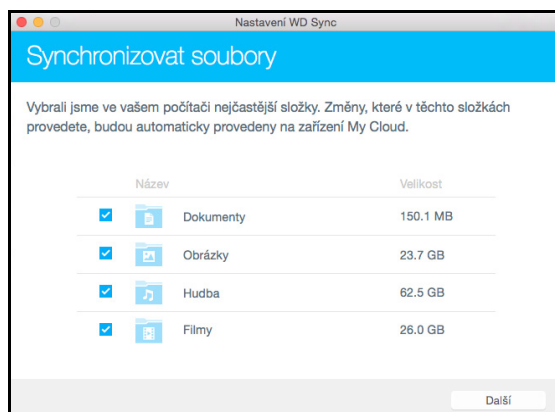 Nastavení WD Sync
Synchronizovat soubory
Vybrali jsme ve vašem počítači nejčastější složky. Změny, které v těchto složkách
provedete, budou automaticky provedeny na zařízení My Cloud.
Název Velikost
Dokumenty 150.1 MB
Obrázky 23.7 GB
Hudba 62.5 GB
Filmy 26.0 GB
Další